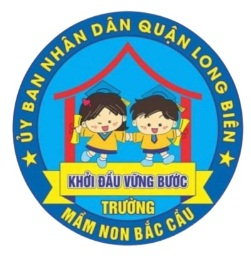 ỦY BAN NHÂN DÂN QUẬN LONG BIÊN
KHỞI ĐẦU VỮNG BƯỚC
TRƯỜNG
MẦM NON BẮC CẦU